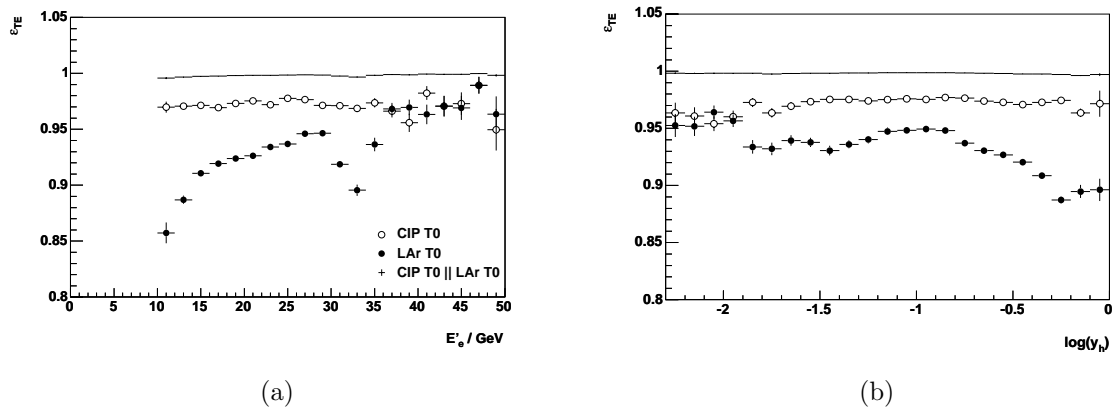 ε_TE
1.05
1
0.95
0.9
0.85
0.8
0 5 10 15 20 25 30 35 40 45 50
E'_e / GeV
CIP T0
LAr T0
CIP T0 || LAr T0
(a)
ε_TE
1.05
1
0.95
0.9
0.85
0.8
-2 -1.5 -1 -0.5 0
log(y_h)
(b)